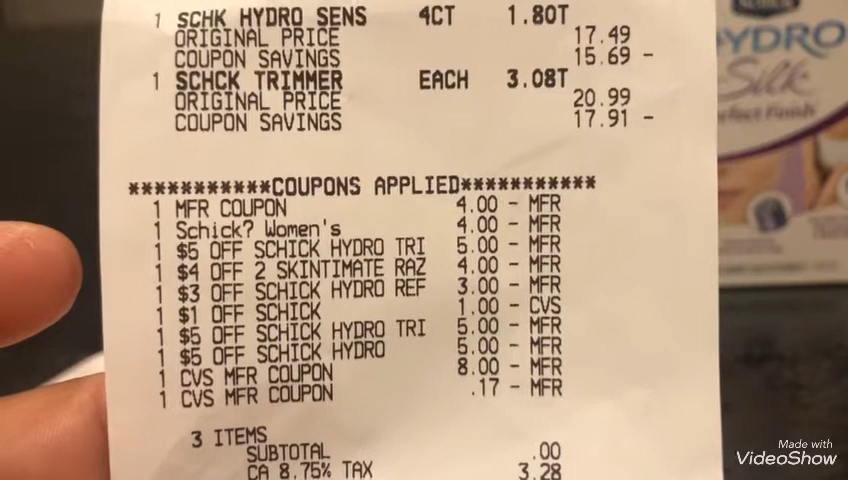 1 SCHK HYDRO SENS 4CT 1.80T
ORIGINAL PRICE 17.49
COUPON SAVINGS 15.69 -
1 SCHCK TRIMMER EACH 3.08T
ORIGINAL PRICE 20.99
COUPON SAVINGS 17.91 -
***********COUPONS APPLIED***********
1 MFR COUPON 4.00 - MFR
1 Schick? Women's 4.00 - MFR
1 $5 OFF SCHICK HYDRO TRI 5.00 - MFR
1 $4 OFF 2 SKINTIMATE RAZ 4.00 - MFR
1 $3 OFF SCHICK HYDRO REF 3.00 - MFR
1 $1 OFF SCHICK 1.00 - CVS
1 $5 OFF SCHICK HYDRO TRI 5.00 - MFR
1 $5 OFF SCHICK HYDRO 5.00 - MFR
1 CVS MFR COUPON 8.00 - MFR
1 CVS MFR COUPON .17 - MFR
3 ITEMS
SUBTOTAL .00
CA 8.75% TAX 3.28
YDRO
Silk
Made with
VideoShow